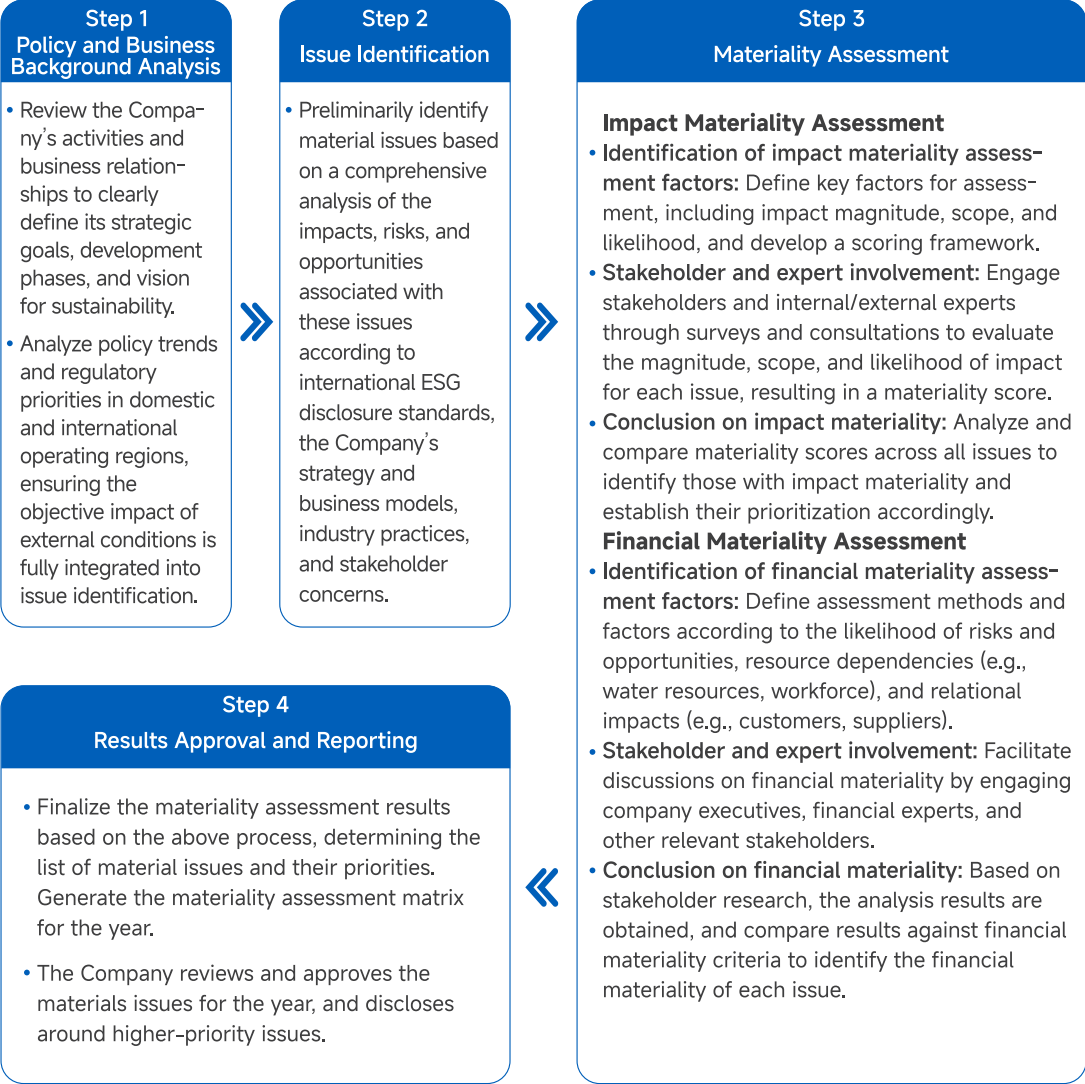 Step 1
Policy and Business
Background Analysis
• Review the Compa-
ny's activities and
business relation-
ships to clearly
define its strategic
goals, development
phases, and vision
for sustainability.
• Analyze policy trends
and regulatory
priorities in domestic
and international
operating regions,
ensuring the
objective impact of
external conditions is
fully integrated into
issue identification.
Step 2
Issue Identification
• Preliminarily identify
material issues based
on a comprehensive
analysis of the
impacts, risks, and
opportunities
associated with
these issues
according to
international ESG
disclosure standards,
the Company's
strategy and
business models,
industry practices,
and stakeholder
concerns.
Step 3
Materiality Assessment
Impact Materiality Assessment
• Identification of impact materiality assess-
ment factors: Define key factors for assess-
ment, including impact magnitude, scope, and
likelihood, and develop a scoring framework.
• Stakeholder and expert involvement: Engage
stakeholders and internal/external experts
through surveys and consultations to evaluate
the magnitude, scope, and likelihood of impact
for each issue, resulting in a materiality score.
• Conclusion on impact materiality: Analyze and
compare materiality scores across all issues to
identify those with impact materiality and
establish their prioritization accordingly.
Financial Materiality Assessment
• Identification of financial materiality assess-
ment factors: Define assessment methods and
factors according to the likelihood of risks and
opportunities, resource dependencies (e.g.,
water resources, workforce), and relational
impacts (e.g., customers, suppliers).
• Stakeholder and expert involvement: Facilitate
discussions on financial materiality by engaging
company executives, financial experts, and
other relevant stakeholders.
• Conclusion on financial materiality: Based on
stakeholder research, the analysis results are
obtained, and compare results against financial
materiality criteria to identify the financial
materiality of each issue.
Step 4
Results Approval and Reporting
• Finalize the materiality assessment results
based on the above process, determining the
list of material issues and their priorities.
Generate the materiality assessment matrix
for the year.
• The Company reviews and approves the
materials issues for the year, and discloses
around higher-priority issues.